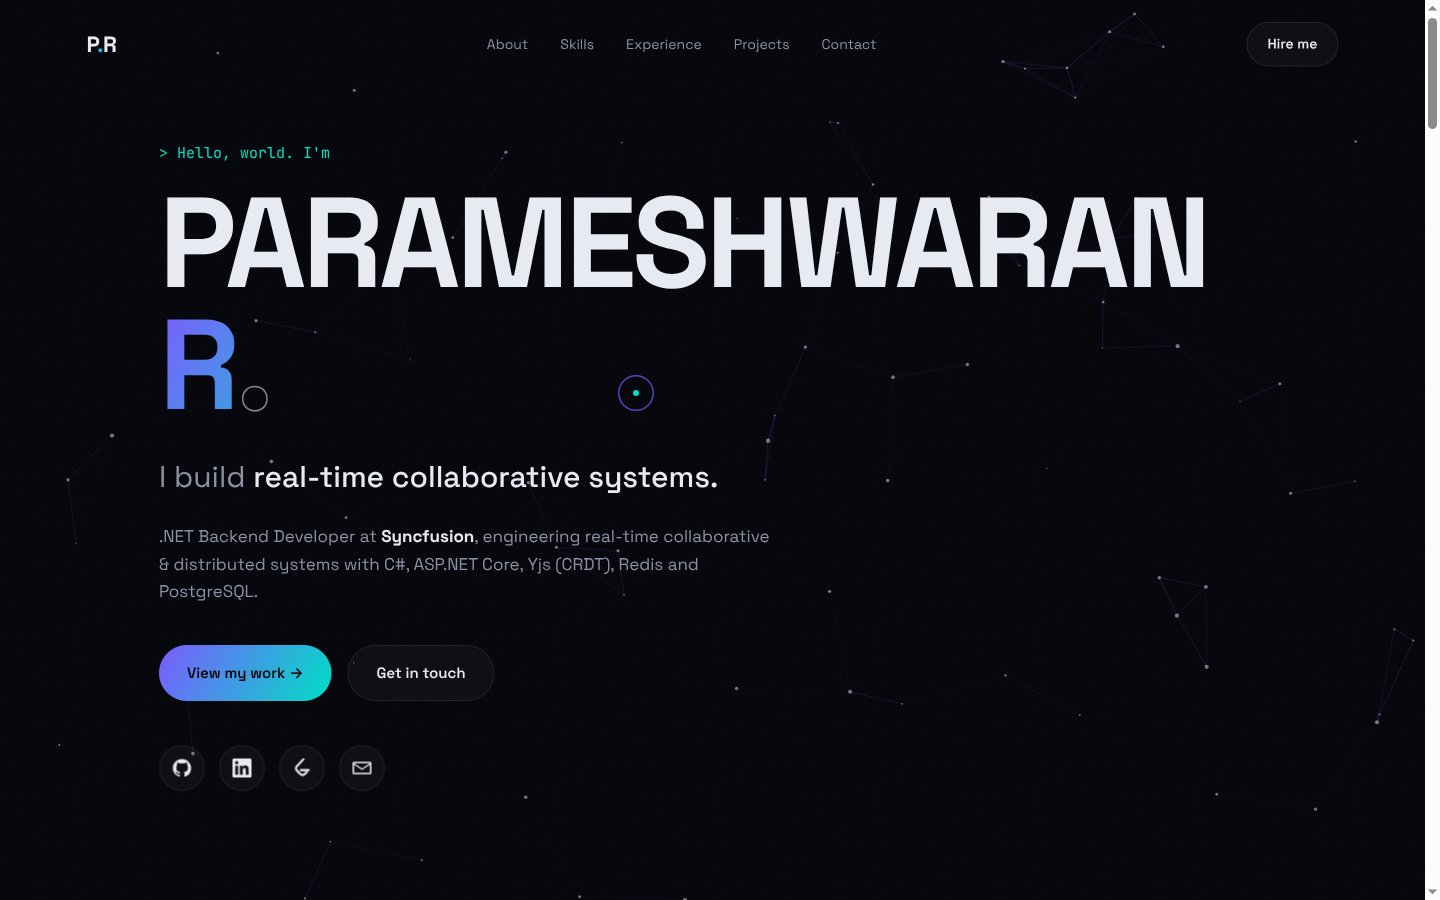 P.R
About
Skills
Experience
Projects
Contact
Hire me
> Hello, world. I'm
PARAMESHWARAN
R.
I build real-time collaborative systems.
.NET Backend Developer at Syncfusion, engineering real-time collaborative
& distributed systems with C#, ASP.NET Core, Yjs (CRDT), Redis and
PostgreSQL.
View my work →
Get in touch
in